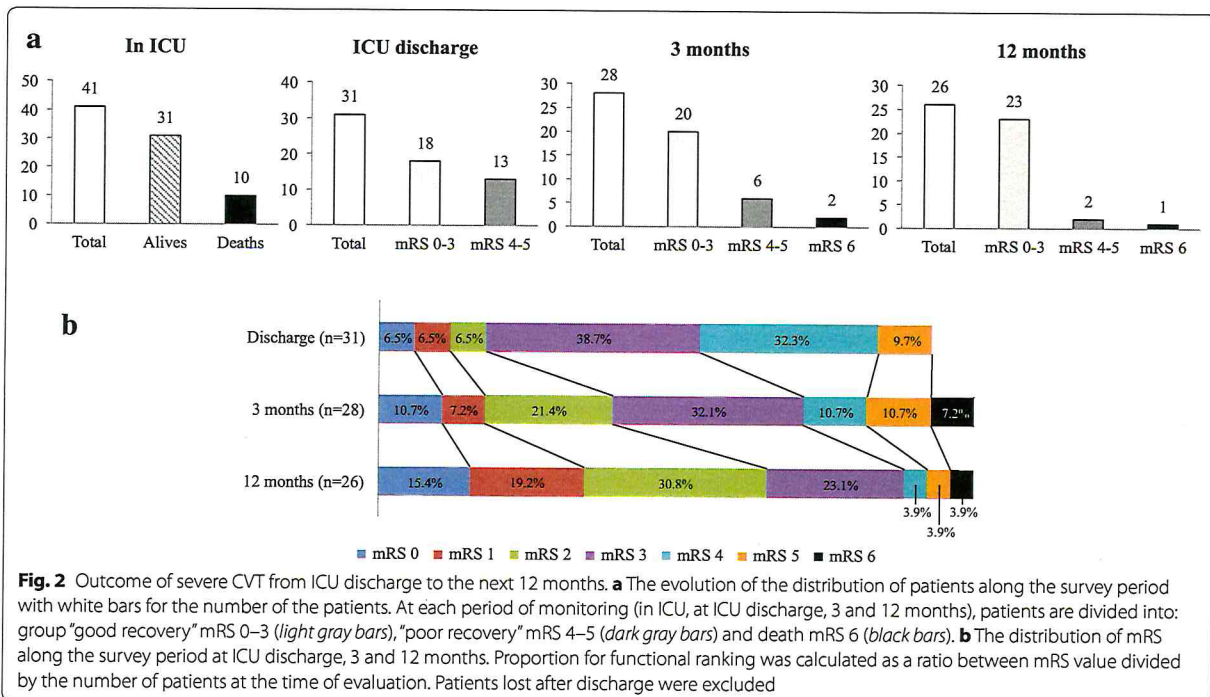 a
In ICU
ICU discharge
3 months
12 months
50
40
30
20
10
0
41
31
10
Total Alives Deaths
40
30
20
10
0
31
18
13
Total mRS 0-3 mRS 4-5
30
25
20
15
10
5
0
28
20
6
2
Total mRS 0-3 mRS 4-5 mRS 6
30
25
20
15
10
5
0
26
23
2
1
Total mRS 0-3 mRS 4-5 mRS 6
b
Discharge (n=31) 6.5% 6.5% 6.5% 38.7% 32.3% 9.7%
3 months (n=28) 10.7% 7.2% 21.4% 32.1% 10.7% 10.7% 7.2%
12 months (n=26) 15.4% 19.2% 30.8% 23.1% 3.9% 3.9% 3.9%
mRS 0 mRS 1 mRS 2 mRS 3 mRS 4 mRS 5 mRS 6
Fig. 2 Outcome of severe CVT from ICU discharge to the next 12 months. a The evolution of the distribution of patients along the survey period
with white bars for the number of the patients. At each period of monitoring (in ICU, at ICU discharge, 3 and 12 months), patients are divided into:
group "good recovery" mRS 0–3 (light gray bars), "poor recovery" mRS 4–5 (dark gray bars) and death mRS 6 (black bars). b The distribution of mRS
along the survey period at ICU discharge, 3 and 12 months. Proportion for functional ranking was calculated as a ratio between mRS value divided
by the number of patients at the time of evaluation. Patients lost after discharge were excluded